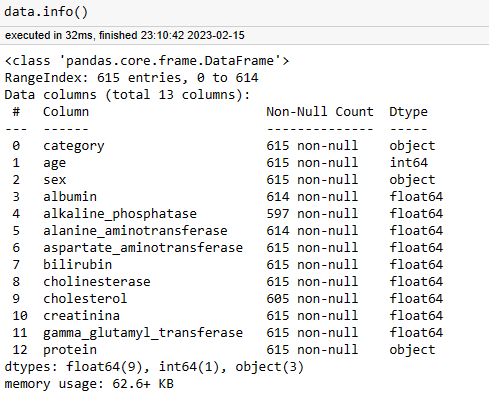 data.info()
executed in 32ms, finished 23:10:42 2023-02-15
<class 'pandas.core.frame.DataFrame'>
RangeIndex: 615 entries, 0 to 614
Data columns (total 13 columns):
 #   Column                     Non-Null Count  Dtype
---  ------                     --------------  -----
 0   category                   615 non-null    object
 1   age                        615 non-null    int64
 2   sex                        615 non-null    object
 3   albumin                    614 non-null    float64
 4   alkaline_phosphatase       597 non-null    float64
 5   alanine_aminotransferase   614 non-null    float64
 6   aspartate_aminotransferase 615 non-null    float64
 7   bilirubin                  615 non-null    float64
 8   cholinesterase             615 non-null    float64
 9   cholesterol                605 non-null    float64
 10  creatinina                 615 non-null    float64
 11  gamma_glutamyl_transferase 615 non-null    float64
 12  protein                    615 non-null    object
dtypes: float64(9), int64(1), object(3)
memory usage: 62.6+ KB